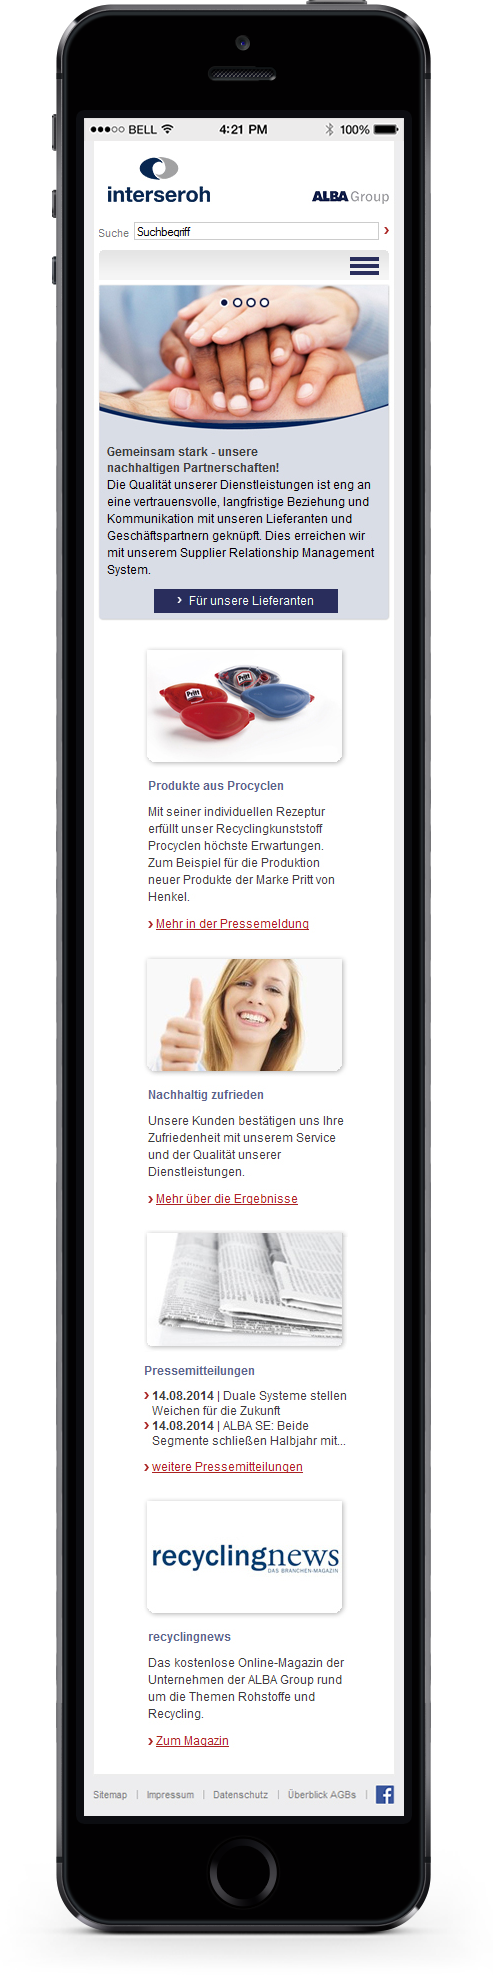 BELL 4:21 PM 100%
interseroh
ALBA Group
Suche Suchbegriff
Gemeinsam stark - unsere
nachhaltigen Partnerschaften!
Die Qualität unserer Dienstleistungen ist eng an
eine vertrauensvolle, langfristige Beziehung und
Kommunikation mit unseren Lieferanten und
Geschäftspartnern geknüpft. Dies erreichen wir
mit unserem Supplier Relationship Management
System.
› Für unsere Lieferanten
Pritt
Pritt
Produkte aus Procyclen
Mit seiner individuellen Rezeptur
erfüllt unser Recyclingkunststoff
Procyclen höchste Erwartungen.
Zum Beispiel für die Produktion
neuer Produkte der Marke Pritt von
Henkel.
› Mehr in der Pressemeldung
Nachhaltig zufrieden
Unsere Kunden bestätigen uns Ihre
Zufriedenheit mit unserem Service
und der Qualität unserer
Dienstleistungen.
› Mehr über die Ergebnisse
Pressemitteilungen
› 14.08.2014 | Duale Systeme stellen
Weichen für die Zukunft
› 14.08.2014 | ALBA SE: Beide
Segmente schließen Halbjahr mit...
› weitere Pressemitteilungen
recyclingnews
DAS BRANCHEN-MAGAZIN
recyclingnews
Das kostenlose Online-Magazin der
Unternehmen der ALBA Group rund
um die Themen Rohstoffe und
Recycling.
› Zum Magazin
Sitemap | Impressum | Datenschutz | Überblick AGBs | f